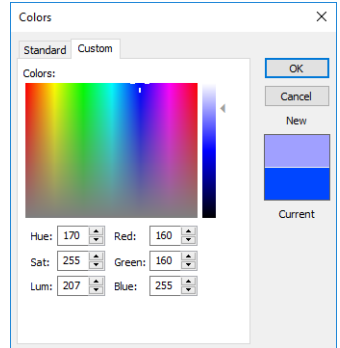 Colors
Standard Custom
Colors:
OK
Cancel
New
Current
Hue: 170 Red: 160
Sat: 255 Green: 160
Lum: 207 Blue: 255